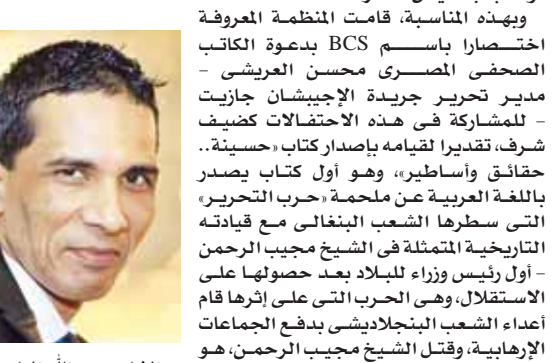 وبهذه المناسبة، قامت المنظمة المعروفة
اختصارا باسم BCS بدعوة الكاتب
الصحفى المصرى محسن العريشى -
مدير تحرير جريدة الإجيبشان جازيت
- للمشاركة فى هذه الاحتفالات كضيف
شرف، تقديرا لقيامه بإصدار كتاب «حسينة..
حقائق وأساطير»، وهو أول كتاب يصدر
باللغة العربية عن ملحمة «حرب التحرير»
التى سطرها الشعب البنغالى مع قيادته
التاريخية المتمثلة فى الشيخ مجيب الرحمن
- أول رئيس وزراء للبلاد بعد حصولها على
الاستقلال، وهى الحرب التى على إثرها قام
أعداء الشعب البنجلاديشى بدفع الجماعات
الإرهابية، وقتل الشيخ مجيب الرحمن، هو